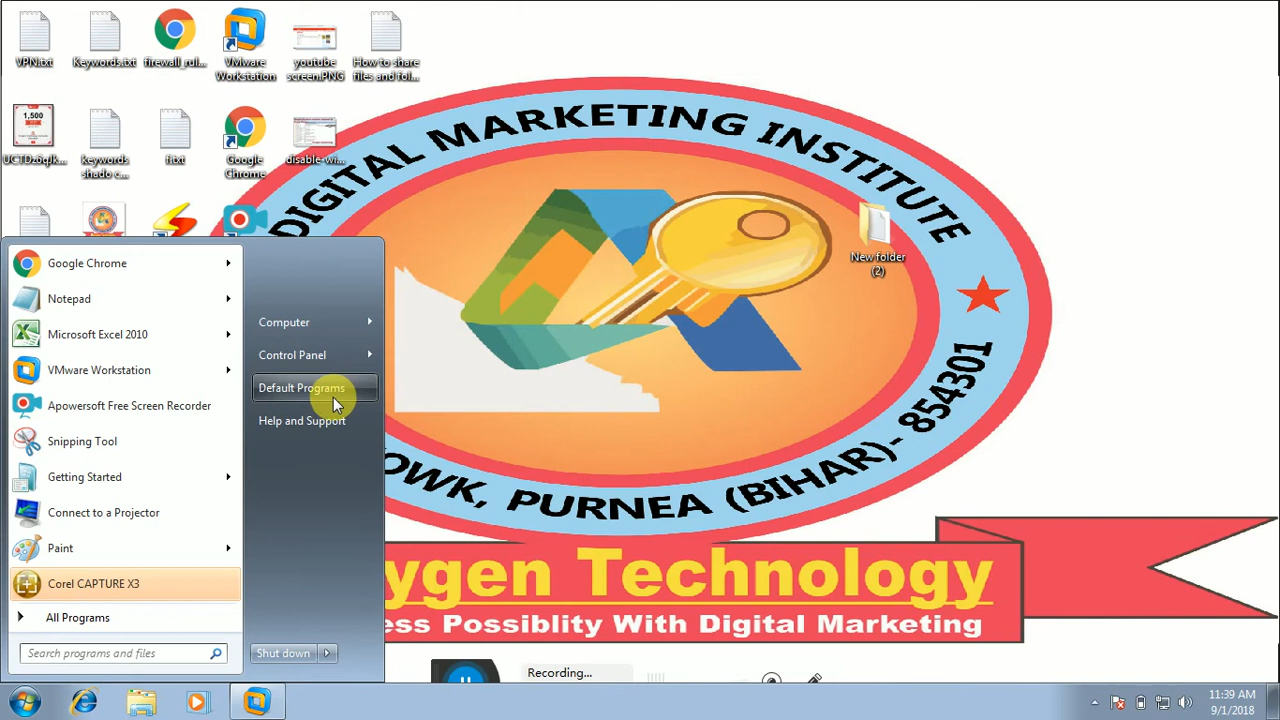 VPN.txt
Keywords.txt
firewall_rul...
VMware
Workstation
youtube
screen.PNG
How to share
files and fol...
1,500
keywords
shado c...
fi.txt
Google
Chrome
disable-wi...
New folder
(2)
DIGITAL MARKETING INSTITUTE
OWK, PURNEA (BIHAR)- 854301
ygen Technology
ess Possiblity With Digital Marketing
Google Chrome
Notepad
Microsoft Excel 2010
VMware Workstation
Apowersoft Free Screen Recorder
Snipping Tool
Getting Started
Connect to a Projector
Paint
Corel CAPTURE X3
All Programs
Search programs and files
Computer
Control Panel
Default Programs
Help and Support
Shut down
Recording...
11:39 AM
9/1/2018